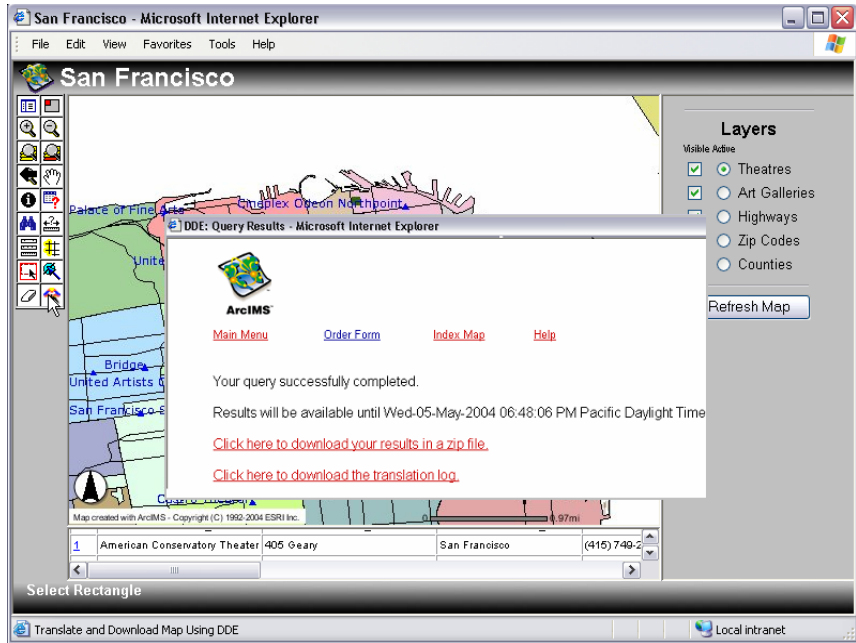 San Francisco - Microsoft Internet Explorer
File Edit View Favorites Tools Help
San Francisco
Layers
Visible Active
Theatres
Art Galleries
Highways
Zip Codes
Counties
Refresh Map
Palace of Fine Arts
Cineplex Odeon Northpoint
Unite
Bridge
United Artists
San Francisco
DDE: Query Results - Microsoft Internet Explorer
ArcIMS™
Main Menu Order Form Index Map Help
Your query successfully completed.
Results will be available until Wed-05-May-2004 06:48:06 PM Pacific Daylight Time
Click here to download your results in a zip file.
Click here to download the translation log.
Map created with ArcIMS - Copyright (C) 1992-2004 ESRI Inc.
0 0.97mi
1 American Conservatory Theater 405 Geary San Francisco (415) 749-2
Select Rectangle
Translate and Download Map Using DDE
Local intranet